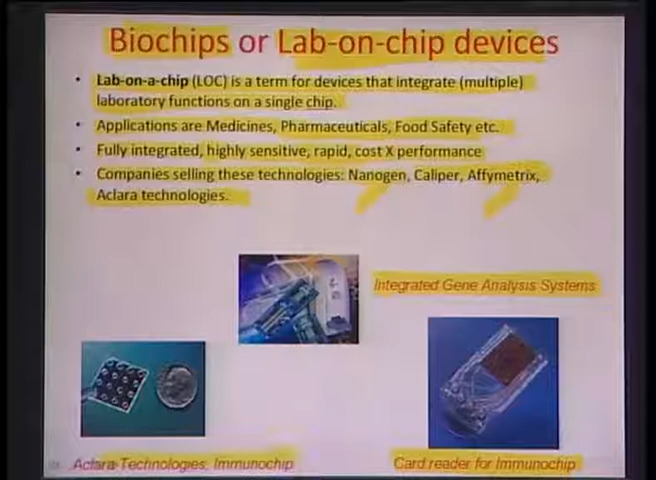 Biochips or Lab-on-chip devices
• Lab-on-a-chip (LOC) is a term for devices that integrate (multiple)
laboratory functions on a single chip.
• Applications are Medicines, Pharmaceuticals, Food Safety etc.
• Fully integrated, highly sensitive, rapid, cost X performance
• Companies selling these technologies: Nanogen, Caliper, Affymetrix,
Aclara technologies.
Integrated Gene Analysis Systems
Aclara Technologies, Immunochip
Card reader for Immunochip